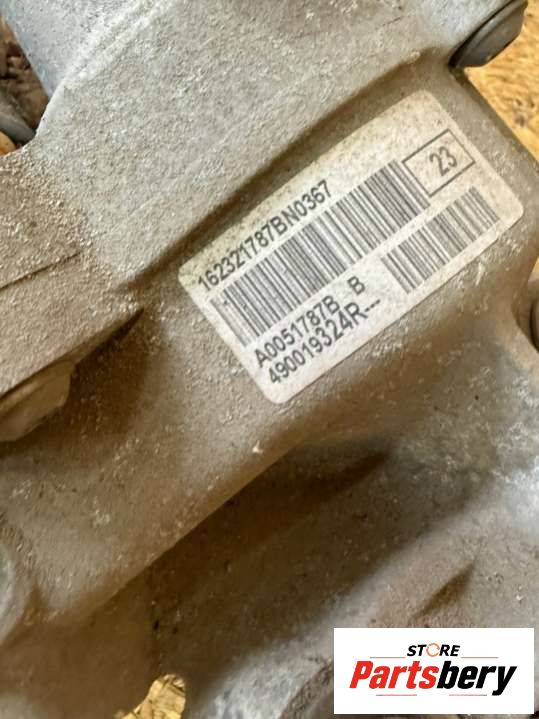 23
162321787BN0367
A0051787B B
490019324R---
STORE
Partsbery